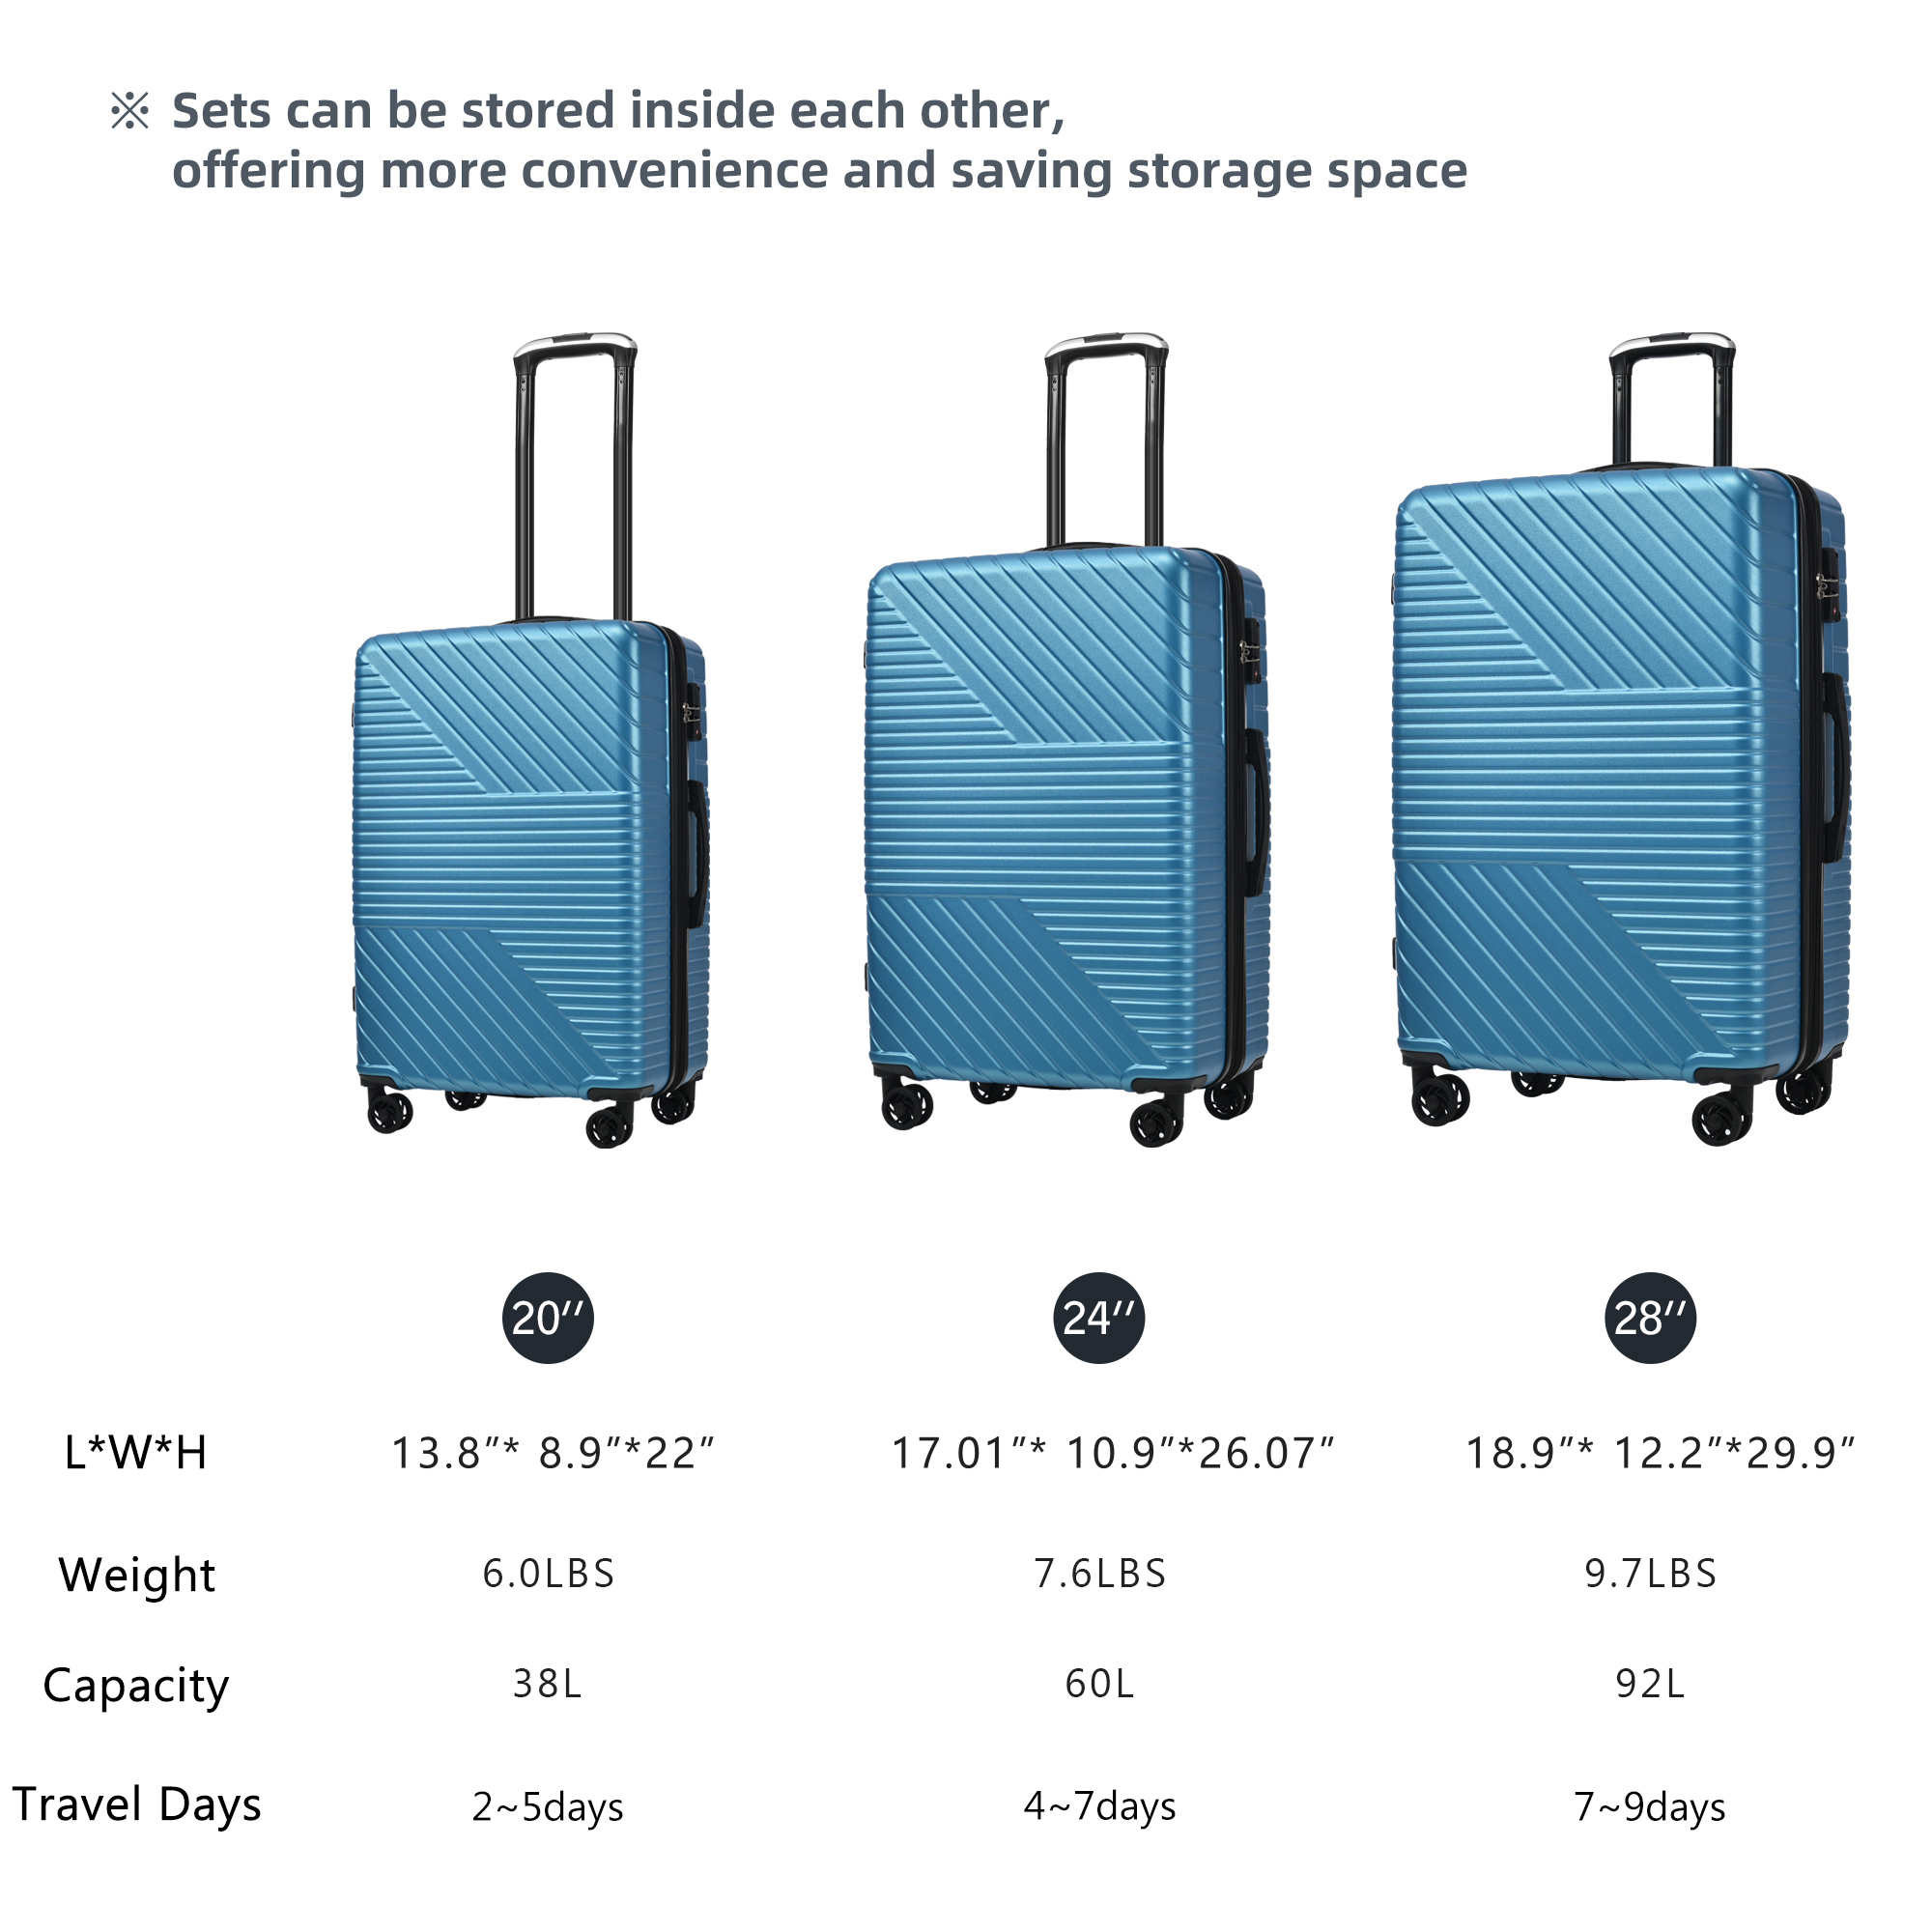 ※ Sets can be stored inside each other,
offering more convenience and saving storage space
20′′ 24′′ 28′′
L*W*H 13.8″* 8.9″*22″ 17.01″* 10.9″*26.07″ 18.9″* 12.2″*29.9″
Weight 6.0LBS 7.6LBS 9.7LBS
Capacity 38L 60L 92L
Travel Days 2~5days 4~7days 7~9days